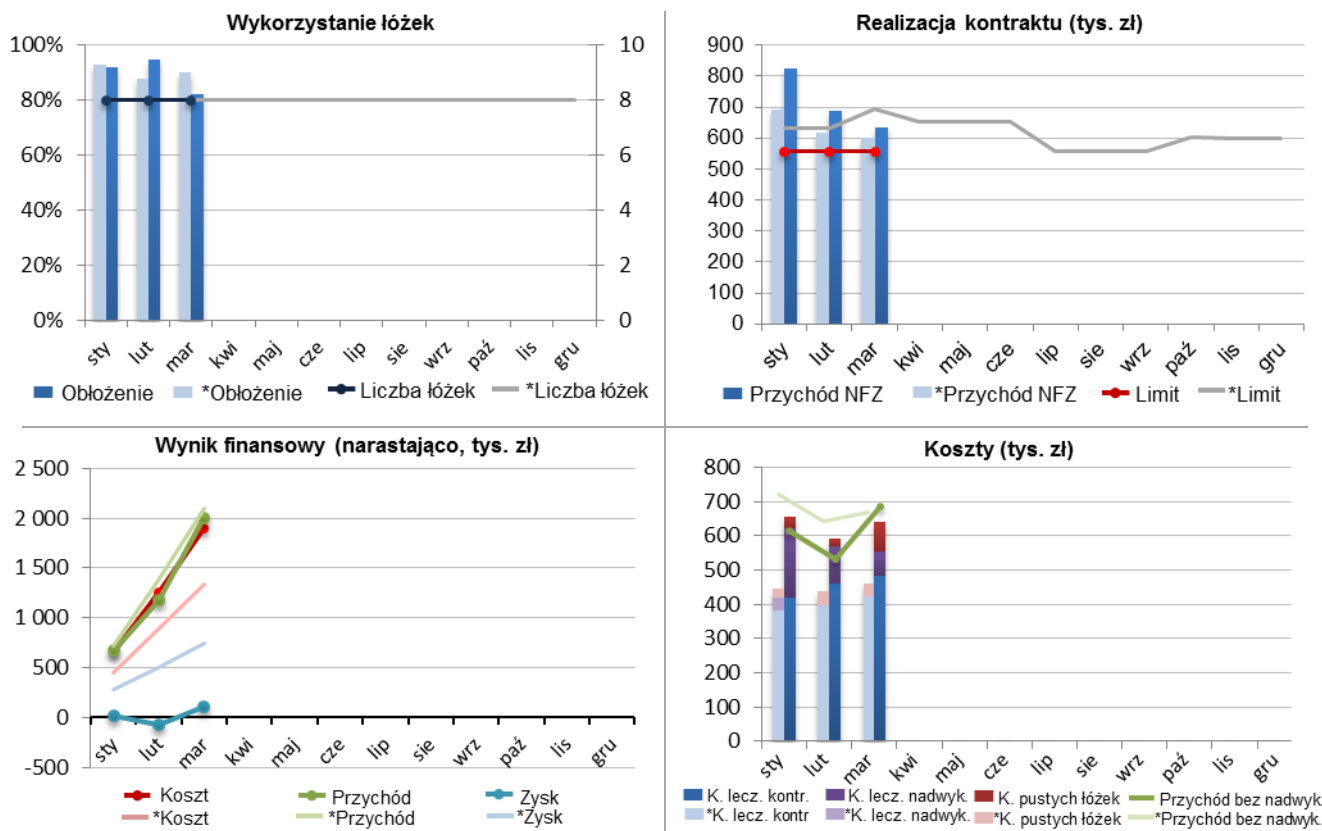 Wykorzystanie łóżek
100%
80%
60%
40%
20%
0%
10
8
6
4
2
0
sty lut mar kwi maj cze lip sie wrz paź lis gru
Obłożenie *Obłożenie Liczba łóżek *Liczba łóżek
Realizacja kontraktu (tys. zł)
900
800
700
600
500
400
300
200
100
0
sty lut mar kwi maj cze lip sie wrz paź lis gru
Przychód NFZ *Przychód NFZ Limit *Limit
Wynik finansowy (narastająco, tys. zł)
2 500
2 000
1 500
1 000
500
0
-500
sty lut mar kwi maj cze lip sie wrz paź lis gru
Koszt Przychód Zysk
*Koszt *Przychód *Zysk
Koszty (tys. zł)
800
700
600
500
400
300
200
100
0
sty lut mar kwi maj cze lip sie wrz paź lis gru
K. lecz. kontr. K. lecz. nadwyk. K. pustych łóżek Przychód bez nadwyk.
*K. lecz. kontr *K. lecz. nadwyk. *K. pustych łóżek *Przychód bez nadwyk.